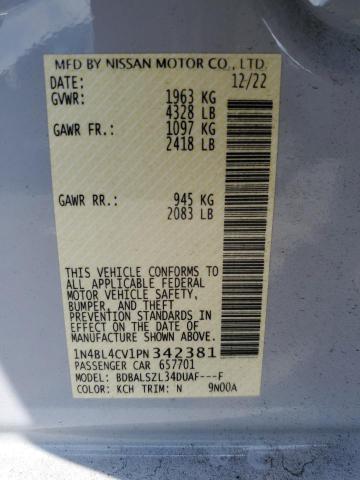 MFD BY NISSAN MOTOR CO., LTD.
DATE: 12/22
GVWR: 1963 KG
4328 LB
GAWR FR.: 1097 KG
2418 LB
GAWR RR.: 945 KG
2083 LB
THIS VEHICLE CONFORMS TO
ALL APPLICABLE FEDERAL
MOTOR VEHICLE SAFETY,
BUMPER, AND THEFT
PREVENTION STANDARDS IN
EFFECT ON THE DATE OF
MANUFACTURE SHOWN ABOVE.
1N4BL4CV1PN342381
PASSENGER CAR 657701
MODEL: BDBALSZL34DUAF---F
COLOR: KCH TRIM: N 9N00A